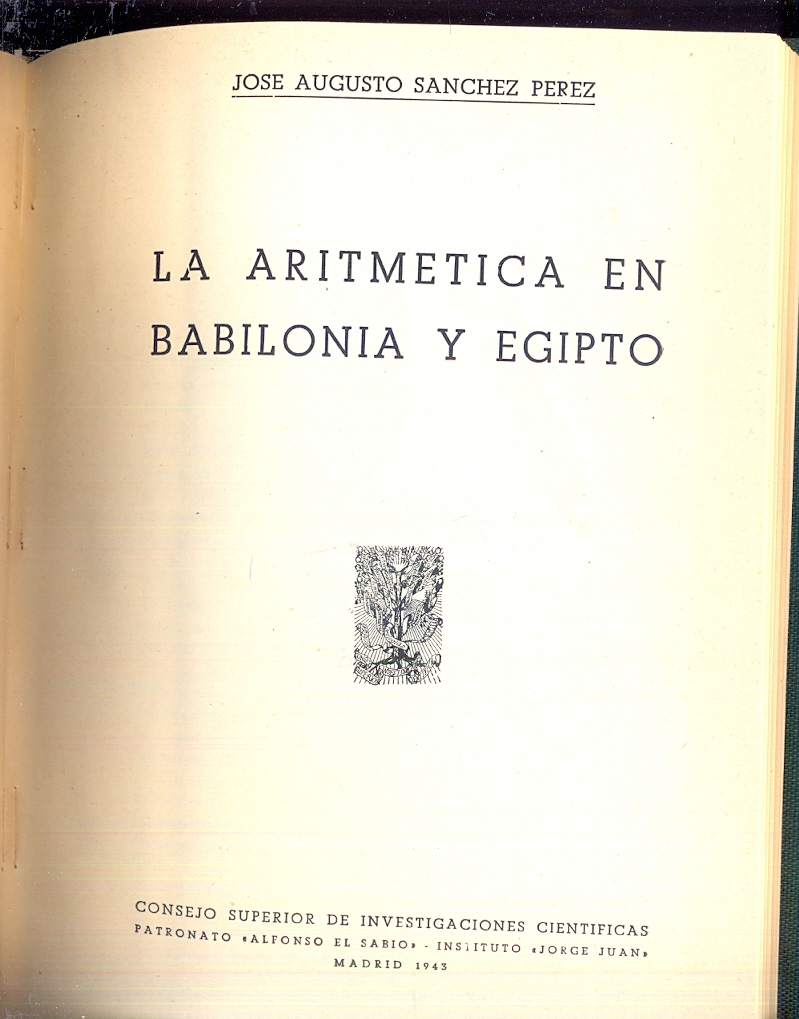 JOSE AUGUSTO SANCHEZ PEREZ
LA ARITMETICA EN
BABILONIA Y EGIPTO
CONSEJO SUPERIOR DE INVESTIGACIONES CIENTIFICAS
PATRONATO «ALFONSO EL SABIO» - INSTITUTO «JORGE JUAN»
MADRID 1943